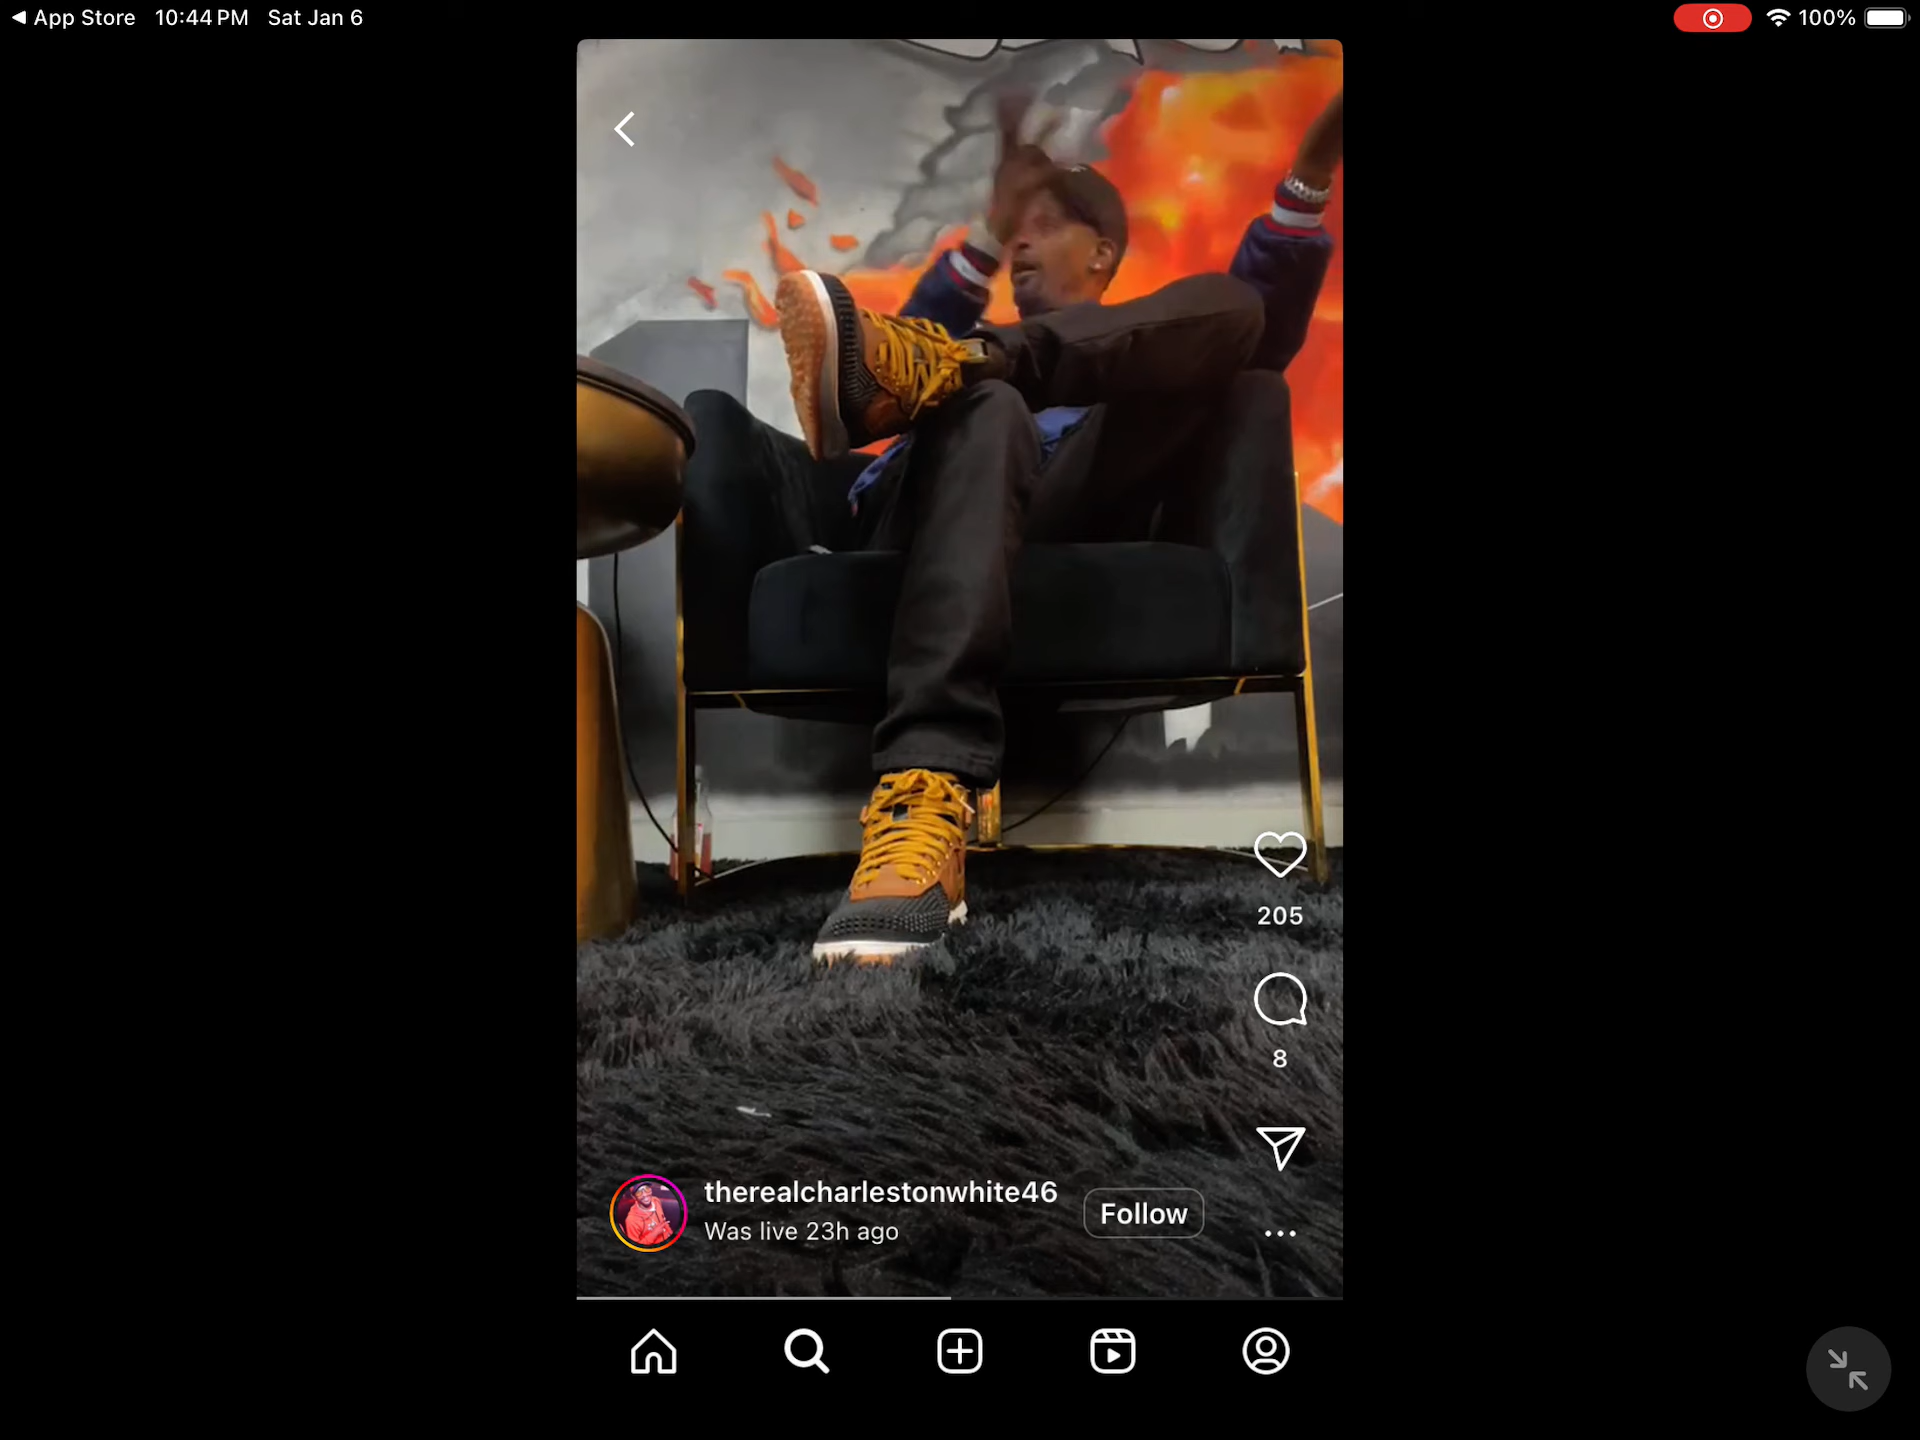 App Store 10:44 PM Sat Jan 6 100%
205
8
therealcharlestonwhite46
Follow
Was live 23h ago